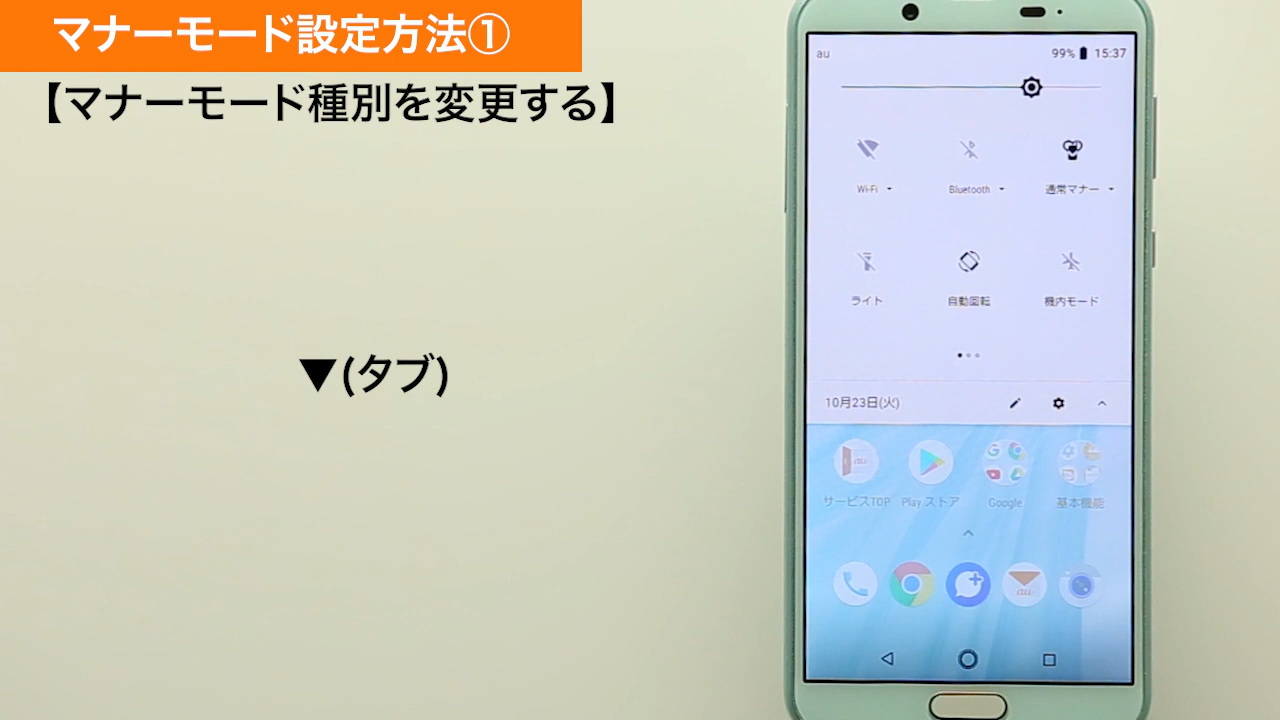 マナーモード設定方法①
【マナーモード種別を変更する】
▼(タブ)
au 99% 15:37
Wi-Fi Bluetooth 通常マナー
ライト 自動回転 機内モード
10月23日(火)
au
サービスTOP Play ストア Google 基本機能
au